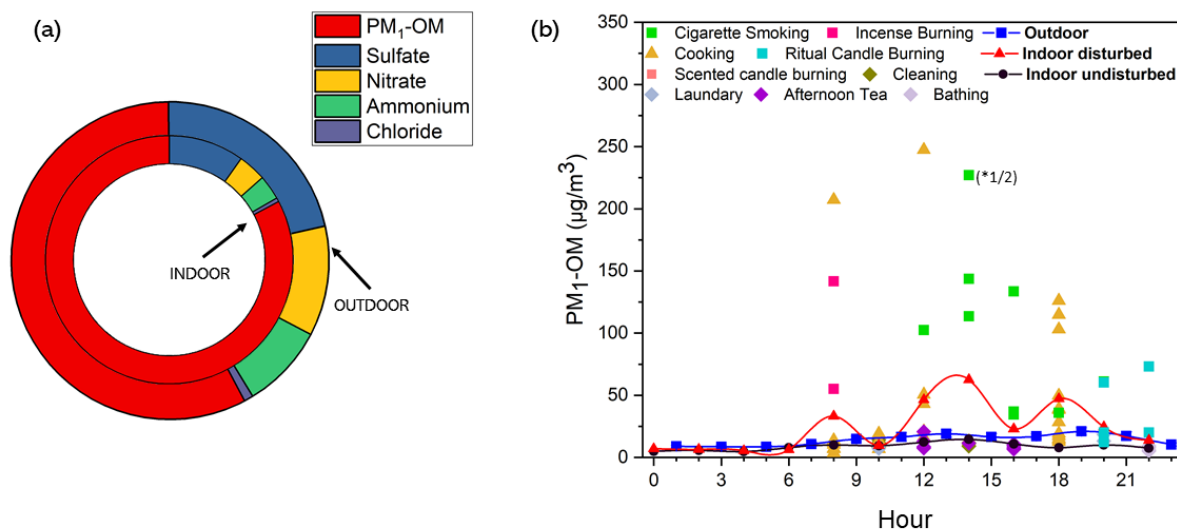 (a)
PM₁-OM
Sulfate
Nitrate
Ammonium
Chloride
INDOOR
OUTDOOR
(b)
Cigarette Smoking Incense Burning Outdoor
Cooking Ritual Candle Burning Indoor disturbed
Scented candle burning Cleaning Indoor undisturbed
Laundary Afternoon Tea Bathing
350
300
250
200
150
100
50
0
PM₁-OM (µg/m³)
(*1/2)
0 3 6 9 12 15 18 21
Hour